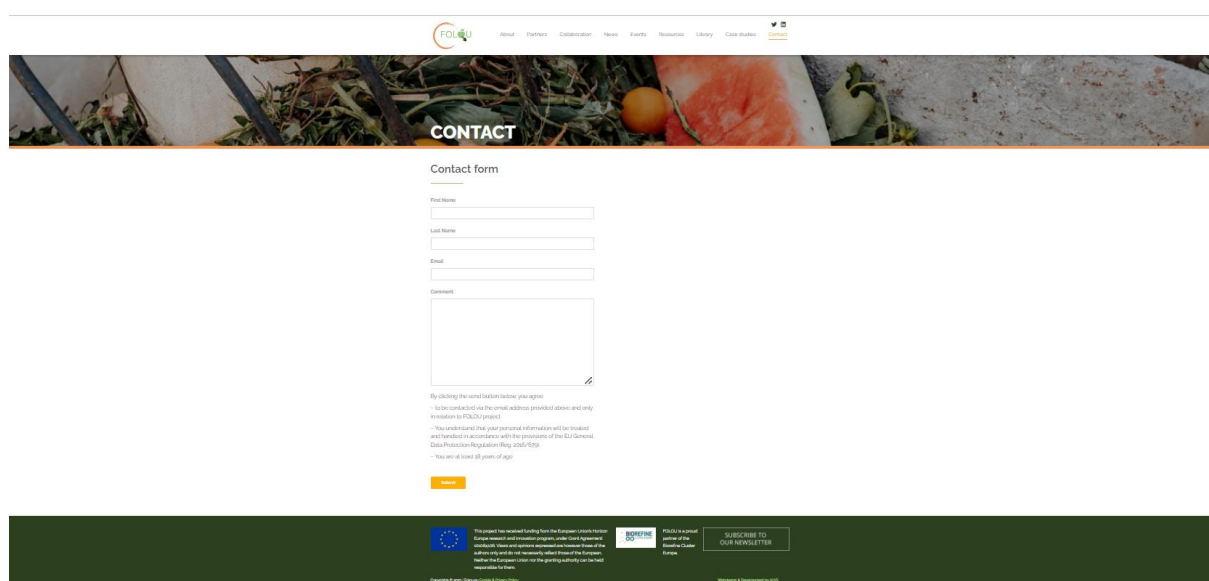 FOLOU
About Partners Collaboration News Events Resources Library Case studies Contact
CONTACT
Contact form
First Name
Last Name
Email
Comment
By clicking the send button below, you agree:
– to be contacted via the email address provided above and only
in relation to FOLOU project
– You understand that your personal information will be treated
and handled in accordance with the provisions of the EU General
Data Protection Regulation (Reg. 2016/679).
– You are at least 18 years of age
Submit
This project has received funding from the European Union's Horizon
Europe research and innovation program, under Grant Agreement
Views and opinions expressed are however those of the
authors only and do not necessarily reflect those of the European.
Neither the European Union nor the granting authority can be held
responsible for them.
BIOREFINE
FOLOU is a proud
partner of the
Biorefine Cluster
Europe.
SUBSCRIBE TO
OUR NEWSLETTER
Cookie & Privacy Policy
Webdesign & Development by